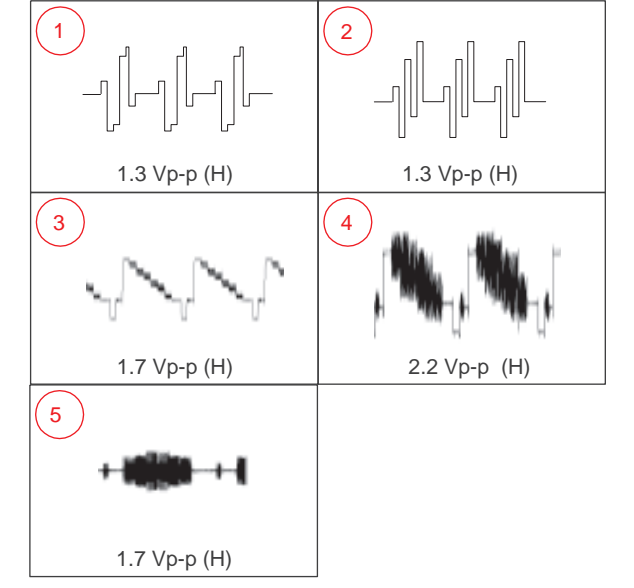 1
2
1.3 Vp-p (H)
1.3 Vp-p (H)
3
4
1.7 Vp-p (H)
2.2 Vp-p (H)
5
1.7 Vp-p (H)